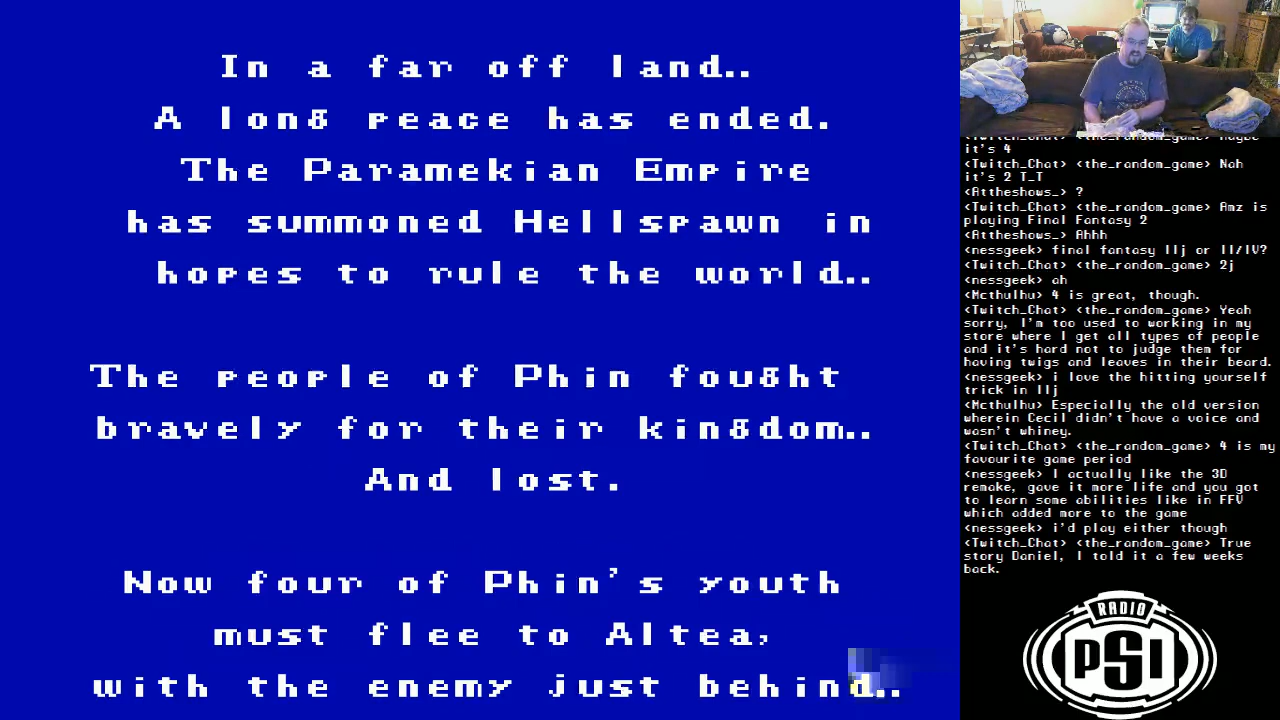 In a far off land..
A long peace has ended.
The Paramekian Empire
has summoned Hellspawn in
hopes to rule the world..
The people of Phin fought
bravely for their kingdom..
And lost.
Now four of Phin's youth
must flee to Altea,
with the enemy just behind..
<Twitch_Chat> <the_random_game> Maybe
it's 4
<Twitch_Chat> <the_random_game> Nah
it's 2 T_T
<Attheshows_> ?
<Twitch_Chat> <the_random_game> Amz is
playing Final Fantasy 2
<Attheshows_> Ahhh
<nessgeek> final fantasy IIj or II/IV?
<Twitch_Chat> <the_random_game> 2j
<nessgeek> ah
<Mcthulhu> 4 is great, though.
<Twitch_Chat> <the_random_game> Yeah
sorry, I'm too used to working in my
store where I get all types of people
and it's hard not to judge them for
having twigs and leaves in their beard.
<nessgeek> i love the hitting yourself
trick in IIj
<Mcthulhu> Especially the old version
wherein Cecil didn't have a voice and
wasn't whiney.
<Twitch_Chat> <the_random_game> 4 is my
favourite game period
<nessgeek> I actually like the 3D
remake, gave it more life and you got
to learn some abilities like in FFV
which added more to the game
<nessgeek> i'd play either though
<Twitch_Chat> <the_random_game> True
story Daniel, I told it a few weeks
back.
RADIO
PSI